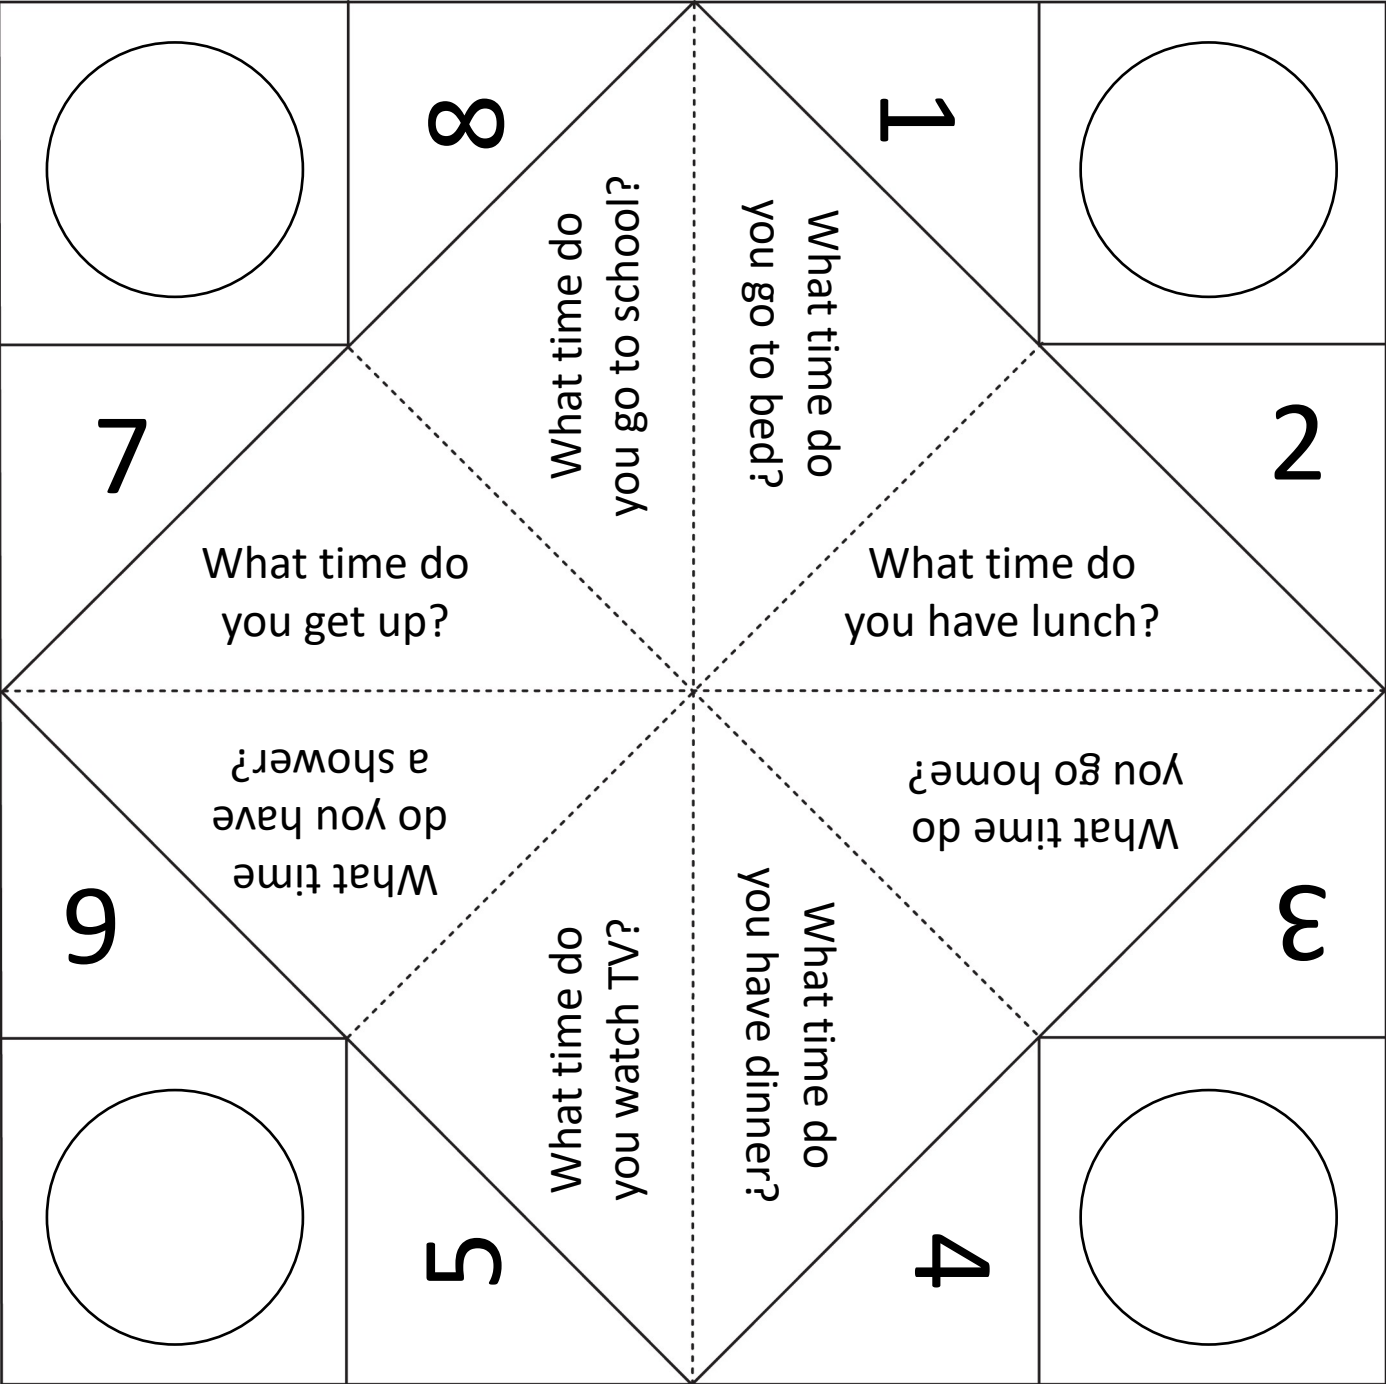 8
1
What time do
you go to school?
What time do
you go to bed?
7
2
What time do
you get up?
What time do
you have lunch?
What time
do you have
a shower?
What time do
you go home?
6
3
What time do
you watch TV?
What time do
you have dinner?
5
4